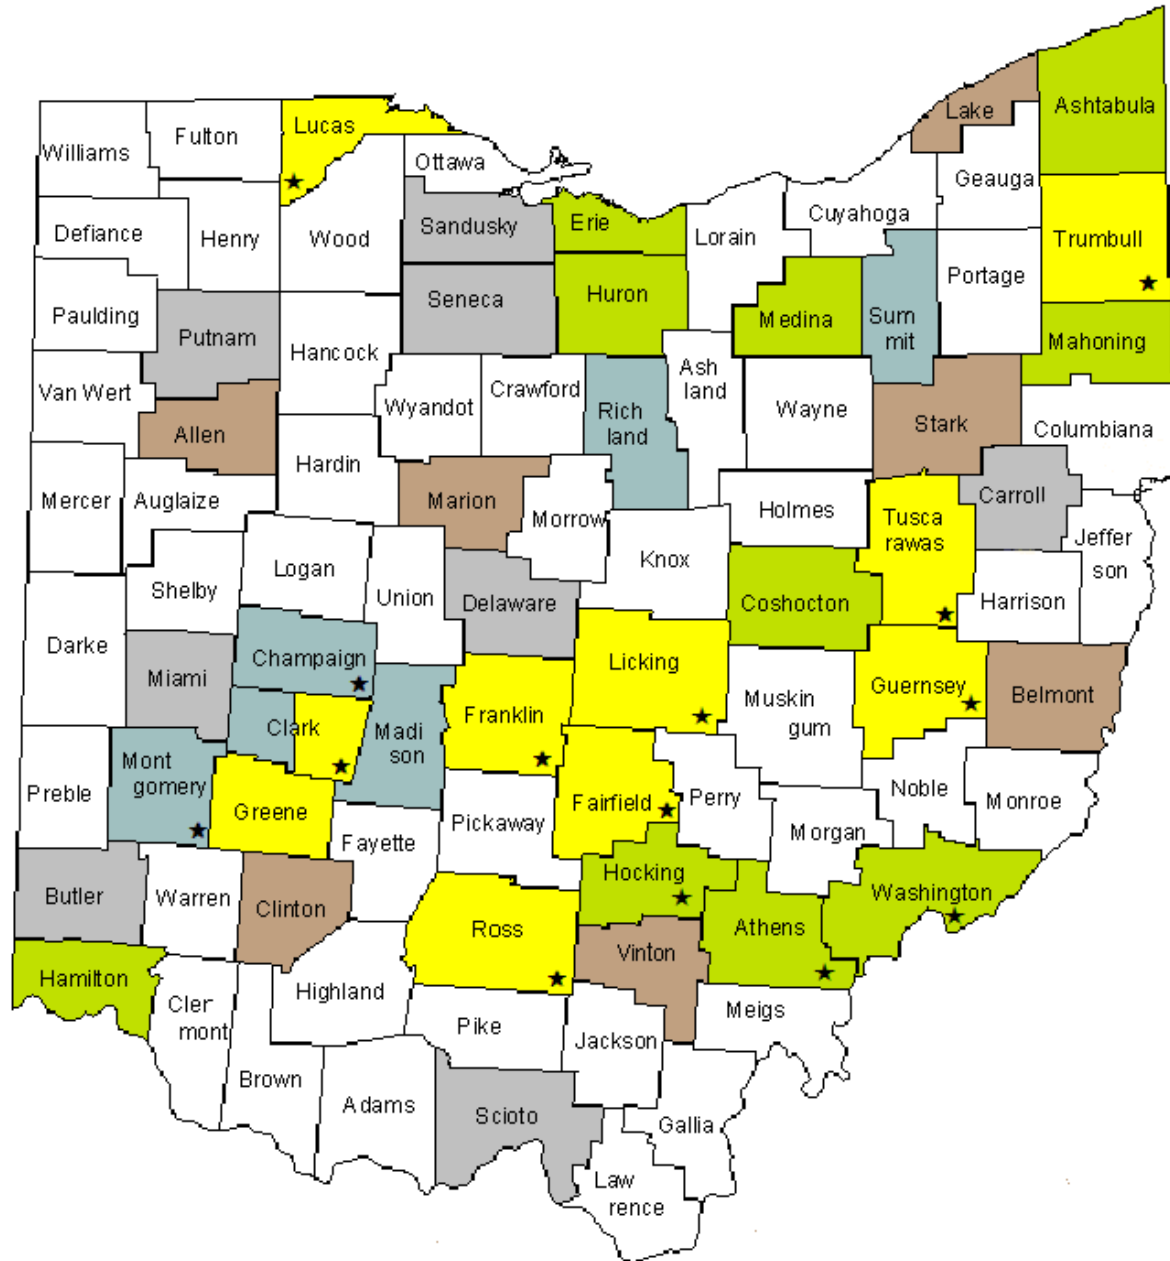 Ashtabula
Lake
Lucas
Fulton
Williams
Ottawa
Geauga
Cuyahoga
Sandusky
Erie
Lorain
Defiance
Henry
Wood
Trumbull
Portage
Seneca
Huron
Paulding
Medina
Sum
mit
Putnam
Hancock
Mahoning
Ash
land
Van Wert
Crawford
Wyandot
Rich
land
Wayne
Stark
Columbiana
Allen
Hardin
Mercer
Auglaize
Marion
Morrow
Holmes
Carroll
Tusca
rawas
Jeffer
son
Knox
Logan
Shelby
Union
Delaware
Coshocton
Harrison
Darke
Champaign
Licking
Miami
Guernsey
Belmont
Franklin
Muskin
gum
Clark
Madi
son
Mont
gomery
Preble
Greene
Fairfield
Perry
Noble
Monroe
Pickaway
Morgan
Fayette
Hocking
Butler
Warren
Clinton
Washington
Ross
Athens
Vinton
Hamilton
Highland
Cler
mont
Meigs
Pike
Jackson
Brown
Adams
Scioto
Gallia
Law
rence